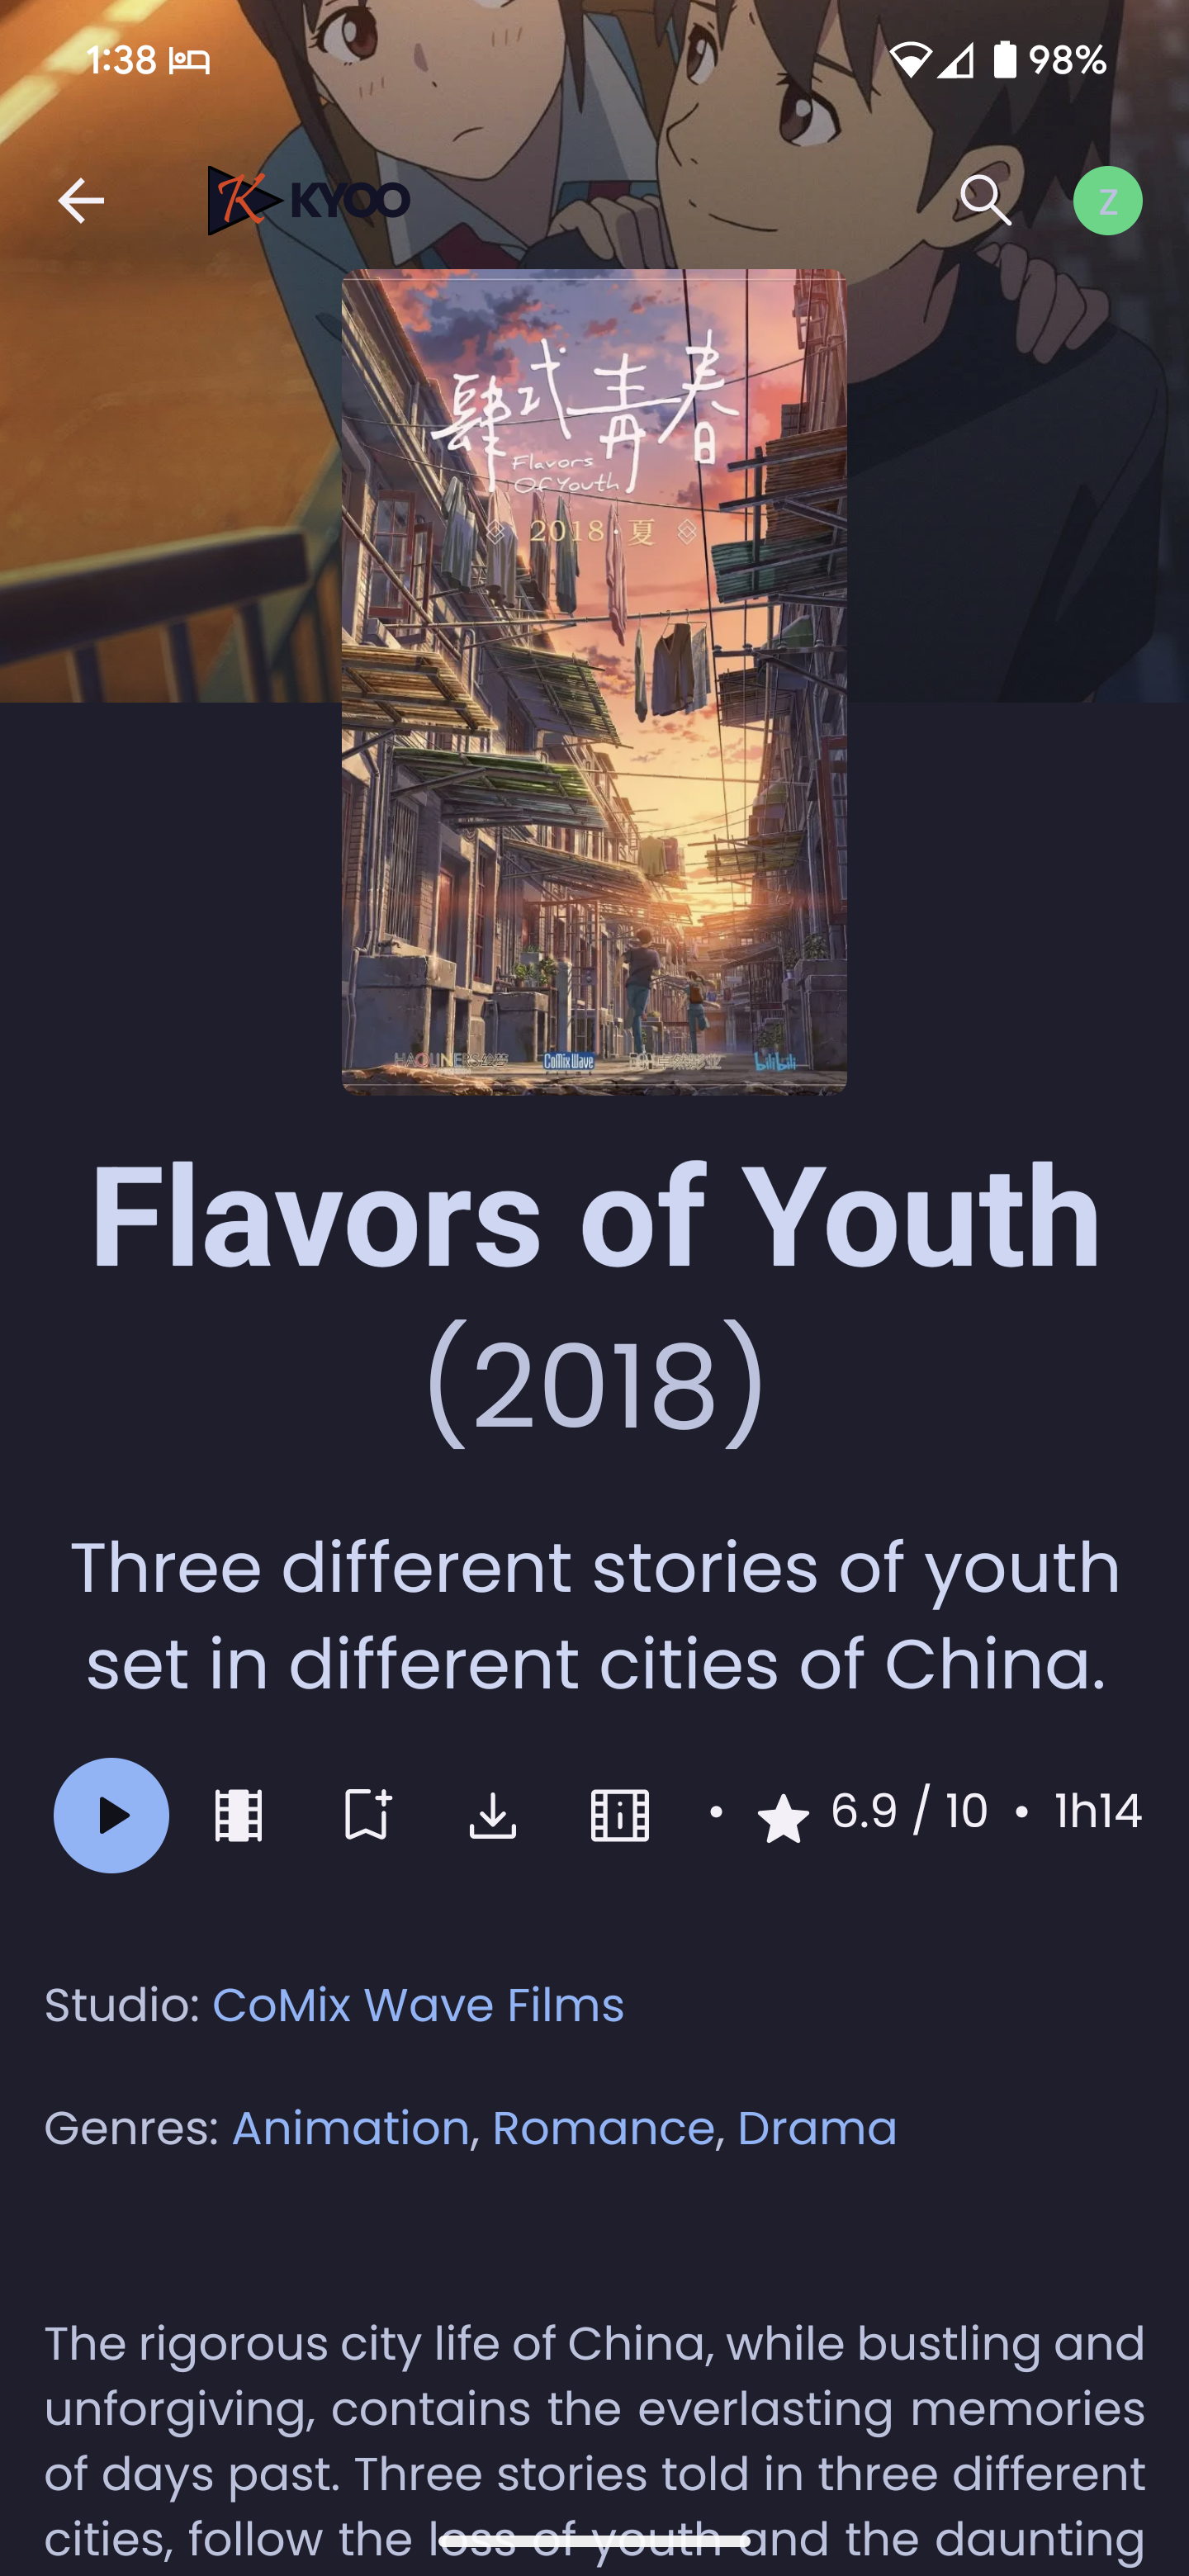 1:38 98%
K KYOO Z
肆式青春
Flavors
Of Youth
2018·夏
CoMix Wave bilibili
Flavors of Youth
(2018)
Three different stories of youth
set in different cities of China.
• 6.9 / 10 • 1h14
Studio: CoMix Wave Films
Genres: Animation, Romance, Drama
The rigorous city life of China, while bustling and
unforgiving, contains the everlasting memories
of days past. Three stories told in three different
cities, follow the loss of youth and the daunting